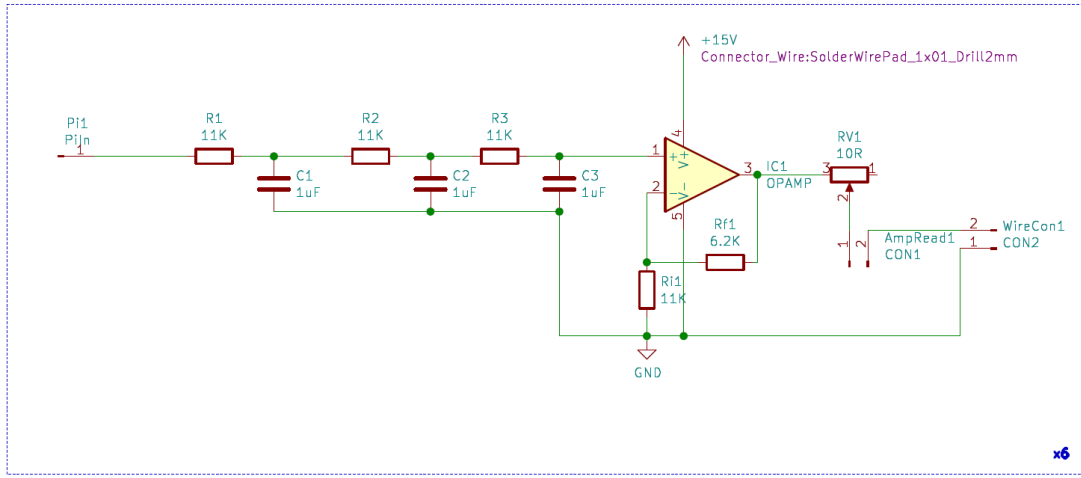 +15V
Connector_Wire:SolderWirePad_1x01_Drill2mm
Pi1
PiIn
1
R1
11K
R2
11K
R3
11K
C1
1uF
C2
1uF
C3
1uF
4
1
+
V+
2
-
V-
5
3
IC1
OPAMP
RV1
10R
3
1
2
Rf1
6.2K
Ri1
11K
1
2
AmpRead1
CON1
2
1
WireCon1
CON2
GND
x6